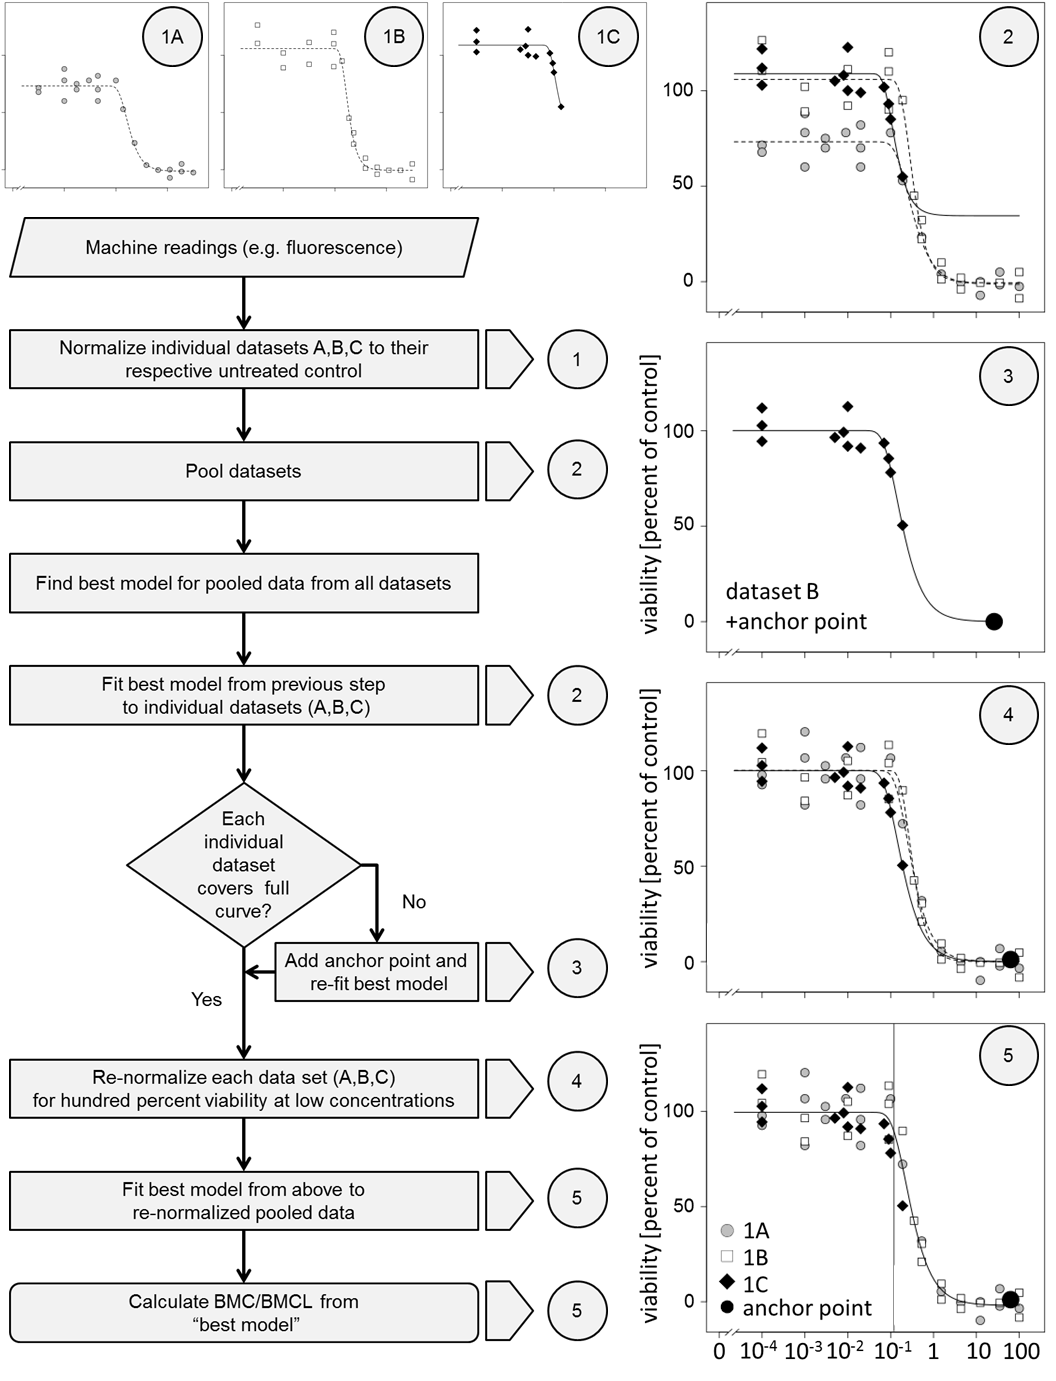 1A
1B
1C
Machine readings (e.g. fluorescence)
Normalize individual datasets A,B,C to their
respective untreated control
1
Pool datasets
2
Find best model for pooled data from all datasets
Fit best model from previous step
to individual datasets (A,B,C)
2
Each
individual
dataset
covers full
curve?
No
Yes
Add anchor point and
re-fit best model
3
Re-normalize each data set (A,B,C)
for hundred percent viability at low concentrations
4
Fit best model from above to
re-normalized pooled data
5
Calculate BMC/BMCL from
“best model”
5
2
100
50
0
3
viability [percent of control]
100
50
0
dataset B
+anchor point
4
viability [percent of control]
100
50
0
5
viability [percent of control]
100
50
0
1A
1B
1C
anchor point
0 10⁻⁴ 10⁻³ 10⁻² 10⁻¹ 1 10 100